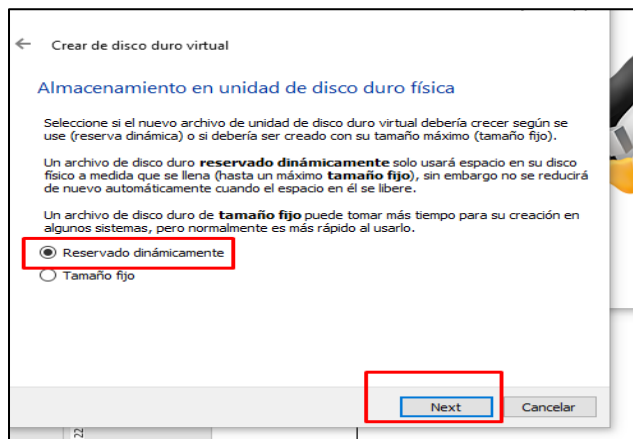 ← Crear de disco duro virtual
Almacenamiento en unidad de disco duro física
Seleccione si el nuevo archivo de unidad de disco duro virtual debería crecer según se
use (reserva dinámica) o si debería ser creado con su tamaño máximo (tamaño fijo).
Un archivo de disco duro reservado dinámicamente solo usará espacio en su disco
físico a medida que se llena (hasta un máximo tamaño fijo), sin embargo no se reducirá
de nuevo automáticamente cuando el espacio en él se libere.
Un archivo de disco duro de tamaño fijo puede tomar más tiempo para su creación en
algunos sistemas, pero normalmente es más rápido al usarlo.
Reservado dinámicamente
Tamaño fijo
Next Cancelar
22